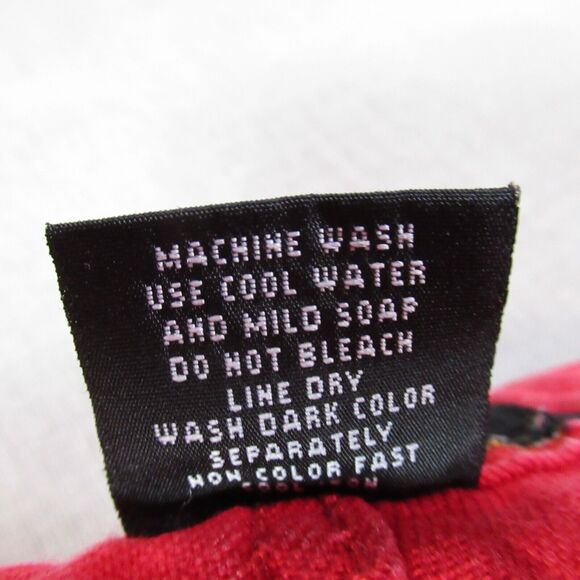 MACHINE WASH
USE COOL WATER
AND MILD SOAP
DO NOT BLEACH
LINE DRY
WASH DARK COLOR
SEPARATELY
NON-COLOR FAST